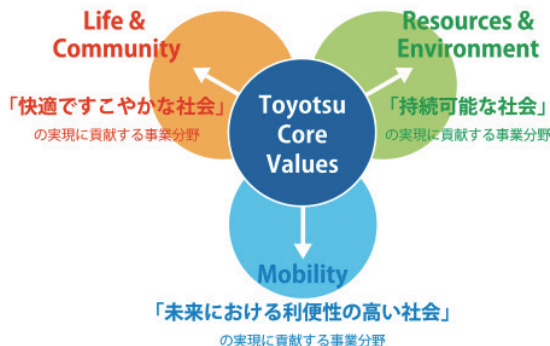 Life &
Community
「快適ですこやかな社会」
の実現に貢献する事業分野
Resources &
Environment
「持続可能な社会」
の実現に貢献する事業分野
Toyotsu
Core
Values
Mobility
「未来における利便性の高い社会」
の実現に貢献する事業分野